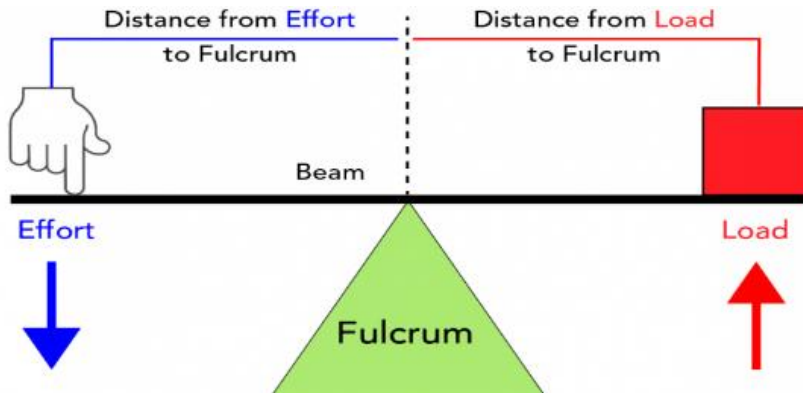 Distance from Effort
to Fulcrum
Distance from Load
to Fulcrum
Beam
Effort
Load
Fulcrum